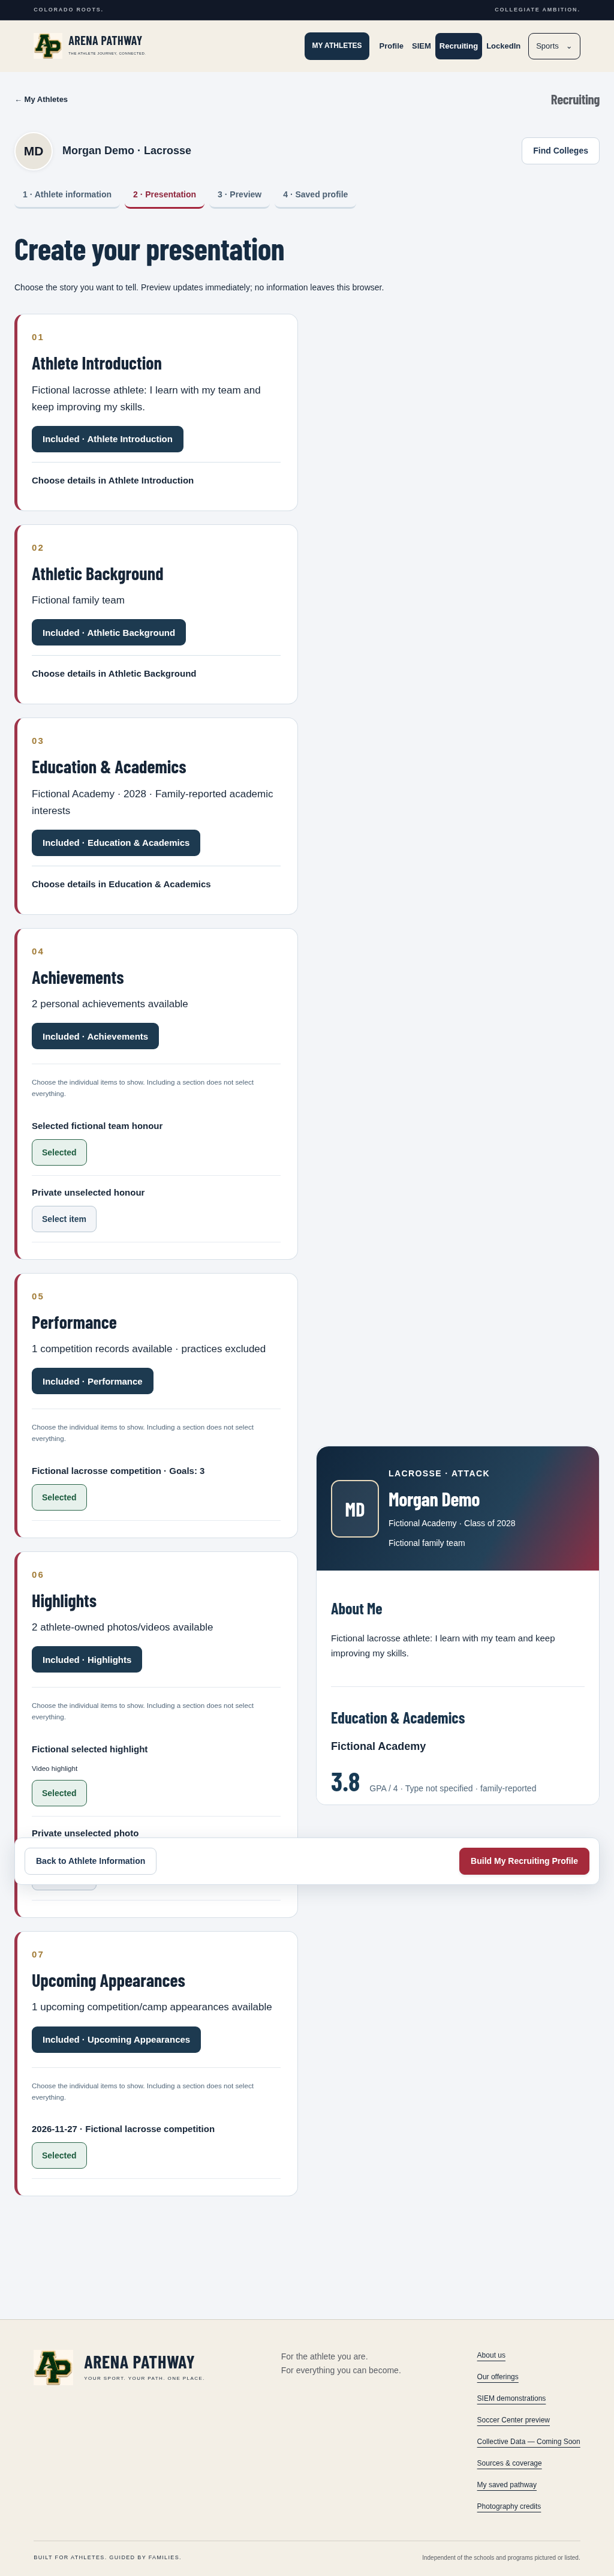 COLORADO ROOTS.
COLLEGIATE AMBITION.
AP
ARENA PATHWAY
THE ATHLETE JOURNEY. CONNECTED.
MY ATHLETES
Profile
SIEM
Recruiting
LockedIn
Sports ⌄
← My Athletes
Recruiting
MD
Morgan Demo · Lacrosse
Find Colleges
1 · Athlete information
2 · Presentation
3 · Preview
4 · Saved profile
Create your presentation
Choose the story you want to tell. Preview updates immediately; no information leaves this browser.
01
Athlete Introduction
Fictional lacrosse athlete: I learn with my team and
keep improving my skills.
Included · Athlete Introduction
Choose details in Athlete Introduction
02
Athletic Background
Fictional family team
Included · Athletic Background
Choose details in Athletic Background
03
Education & Academics
Fictional Academy · 2028 · Family-reported academic
interests
Included · Education & Academics
Choose details in Education & Academics
04
Achievements
2 personal achievements available
Included · Achievements
Choose the individual items to show. Including a section does not select
everything.
Selected fictional team honour
Selected
Private unselected honour
Select item
05
Performance
1 competition records available · practices excluded
Included · Performance
Choose the individual items to show. Including a section does not select
everything.
Fictional lacrosse competition · Goals: 3
Selected
06
Highlights
2 athlete-owned photos/videos available
Included · Highlights
Choose the individual items to show. Including a section does not select
everything.
Fictional selected highlight
Video highlight
Selected
Private unselected photo
LACROSSE · ATTACK
MD
Morgan Demo
Fictional Academy · Class of 2028
Fictional family team
About Me
Fictional lacrosse athlete: I learn with my team and keep
improving my skills.
Education & Academics
Fictional Academy
3.8 GPA / 4 · Type not specified · family-reported
Back to Athlete Information
Build My Recruiting Profile
07
Upcoming Appearances
1 upcoming competition/camp appearances available
Included · Upcoming Appearances
Choose the individual items to show. Including a section does not select
everything.
2026-11-27 · Fictional lacrosse competition
Selected
AP
ARENA PATHWAY
YOUR SPORT. YOUR PATH. ONE PLACE.
For the athlete you are.
For everything you can become.
About us
Our offerings
SIEM demonstrations
Soccer Center preview
Collective Data — Coming Soon
Sources & coverage
My saved pathway
Photography credits
BUILT FOR ATHLETES. GUIDED BY FAMILIES.
Independent of the schools and programs pictured or listed.